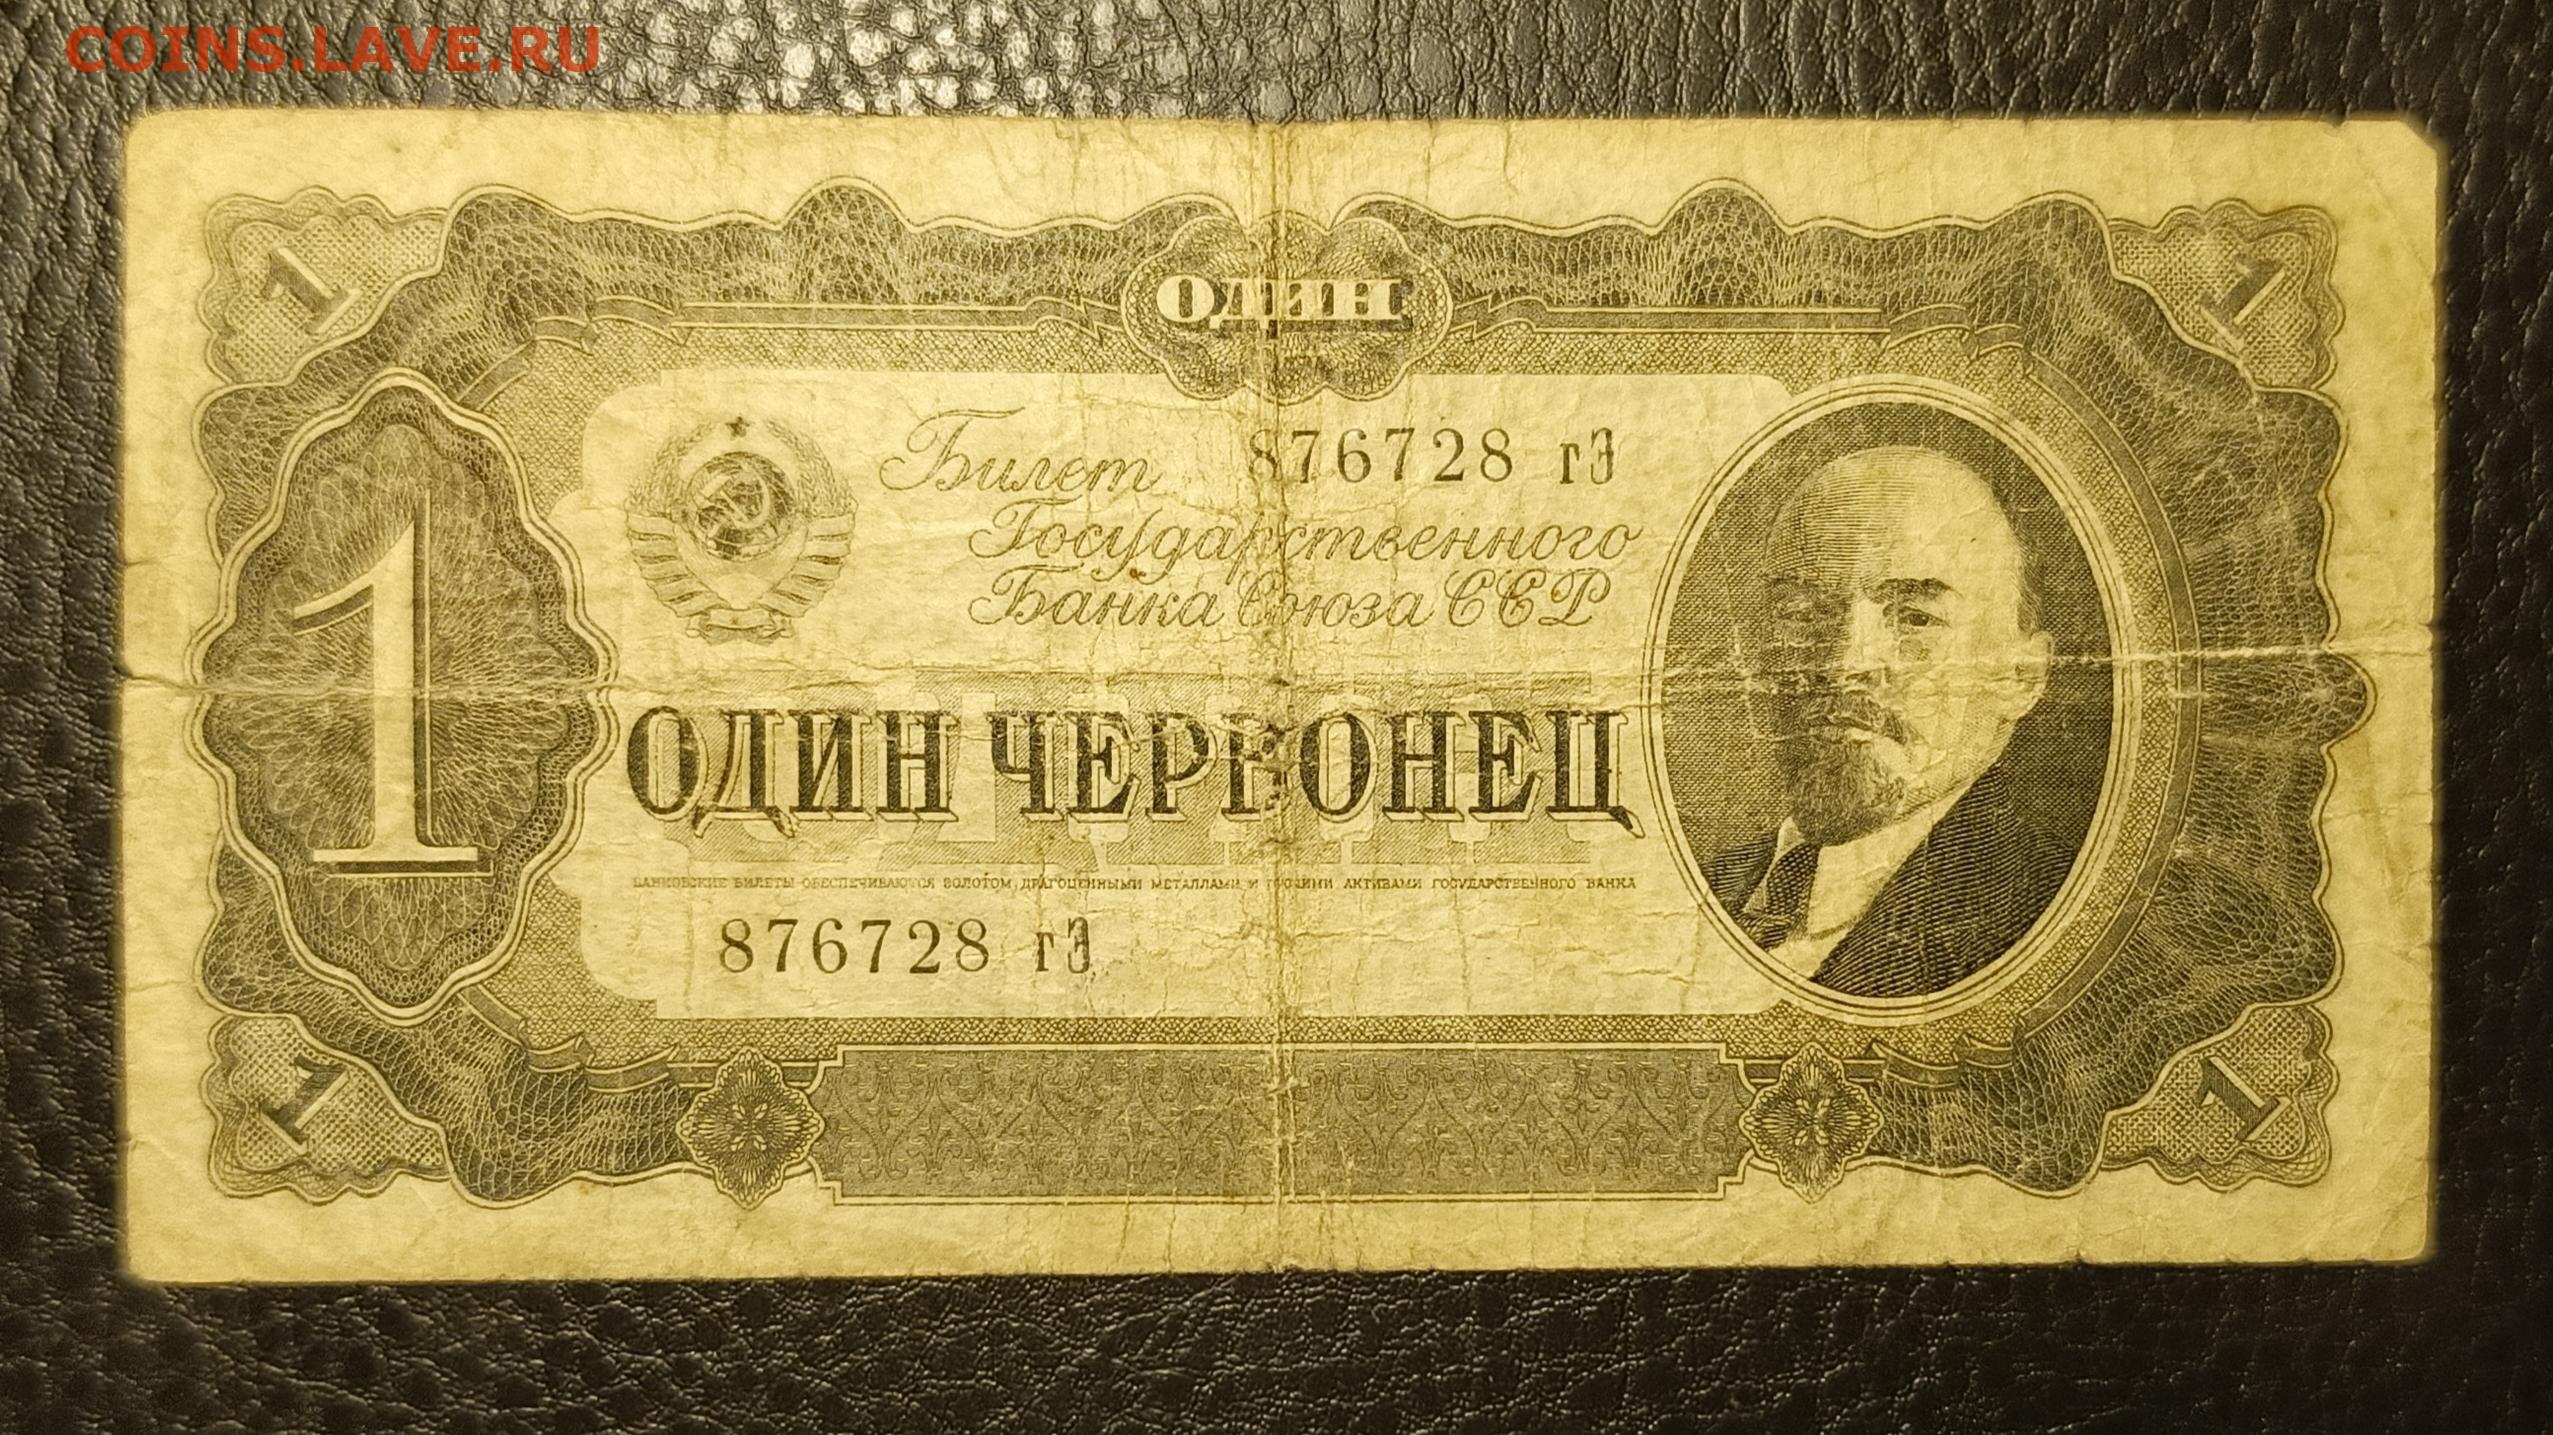 COINS.LAVE.RU
1
1
ОДИН
Билет 876728 гЭ
Государственного
Банка Союза ССР
1
ОДИН ЧЕРВОНЕЦ
БАНКОВСКИЕ БИЛЕТЫ ОБЕСПЕЧИВАЮТСЯ ЗОЛОТОМ, ДРАГОЦЕННЫМИ МЕТАЛЛАМИ И ПРОЧИМИ АКТИВАМИ ГОСУДАРСТВЕННОГО БАНКА
876728 гЭ
1
1